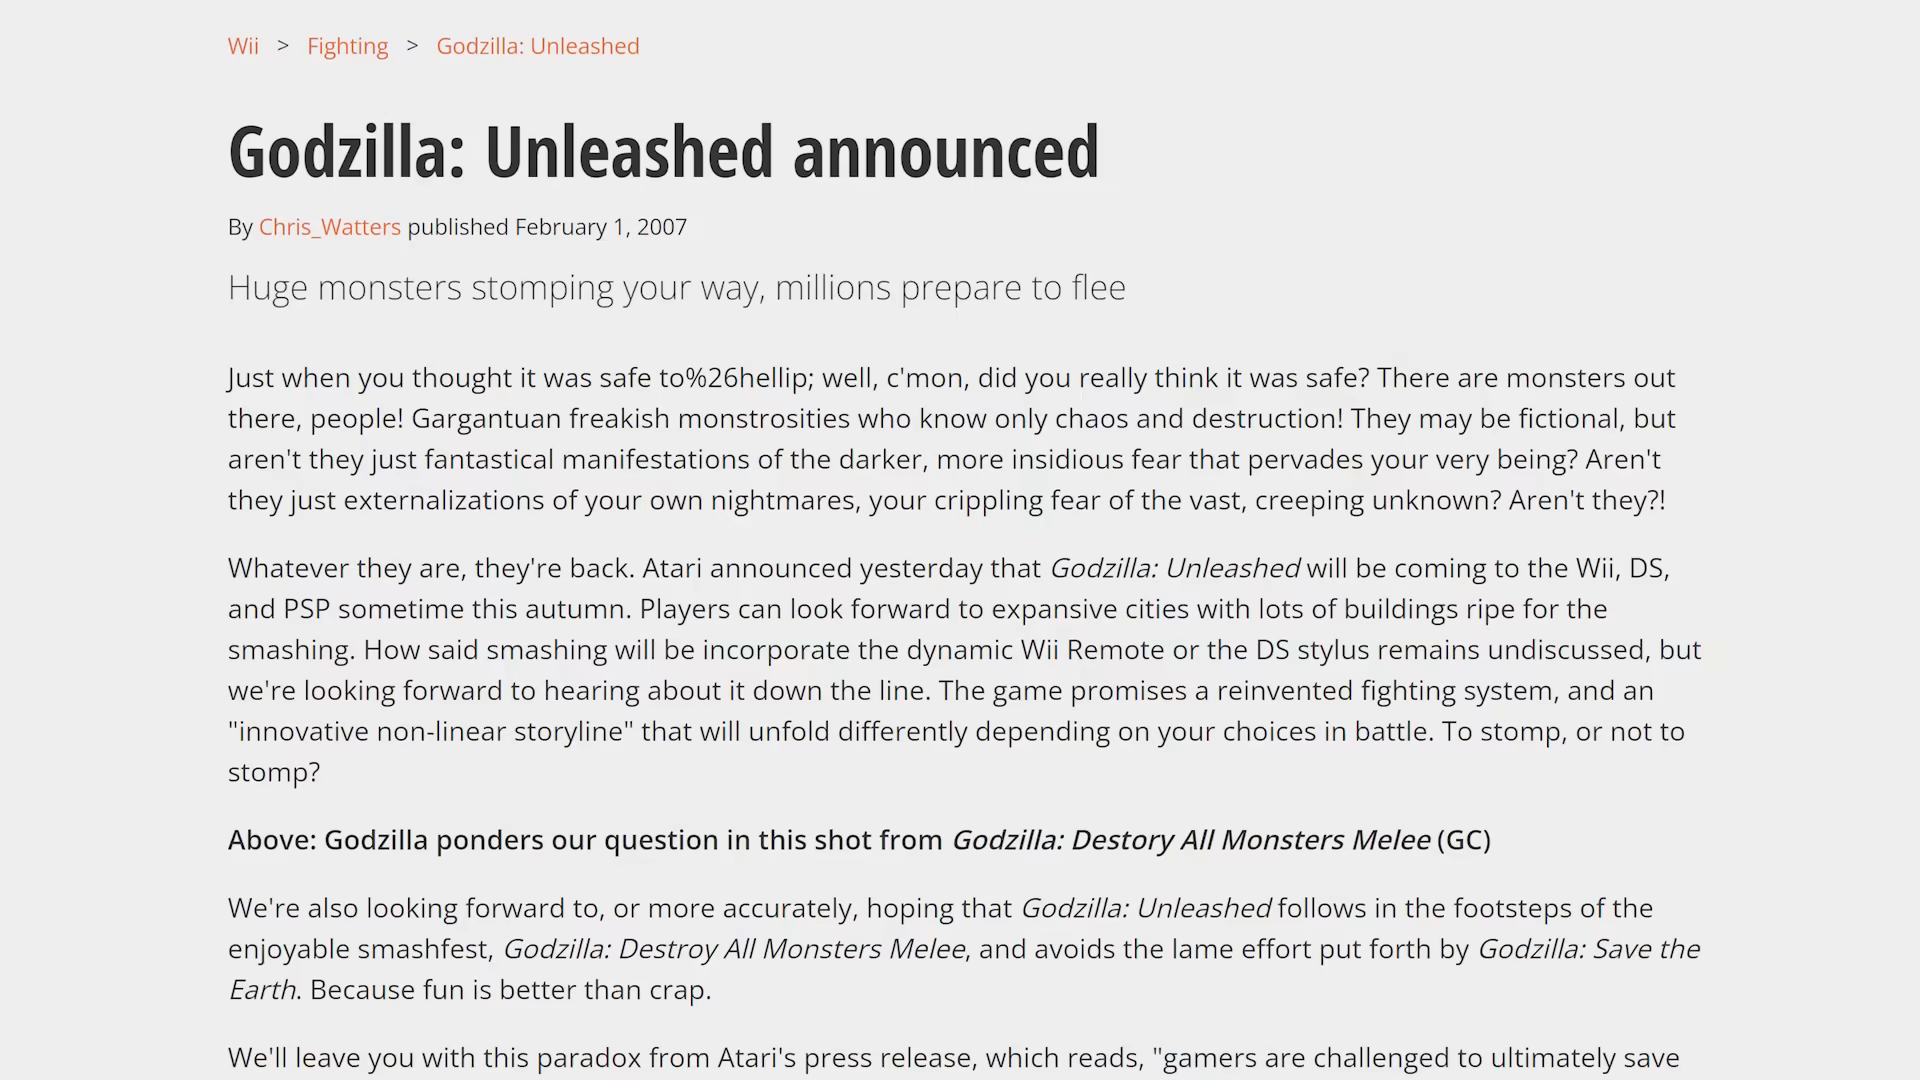 Wii > Fighting > Godzilla: Unleashed
Godzilla: Unleashed announced
By Chris_Watters published February 1, 2007
Huge monsters stomping your way, millions prepare to flee
Just when you thought it was safe to%26hellip; well, c'mon, did you really think it was safe? There are monsters out
there, people! Gargantuan freakish monstrosities who know only chaos and destruction! They may be fictional, but
aren't they just fantastical manifestations of the darker, more insidious fear that pervades your very being? Aren't
they just externalizations of your own nightmares, your crippling fear of the vast, creeping unknown? Aren't they?!
Whatever they are, they're back. Atari announced yesterday that Godzilla: Unleashed will be coming to the Wii, DS,
and PSP sometime this autumn. Players can look forward to expansive cities with lots of buildings ripe for the
smashing. How said smashing will be incorporate the dynamic Wii Remote or the DS stylus remains undiscussed, but
we're looking forward to hearing about it down the line. The game promises a reinvented fighting system, and an
"innovative non-linear storyline" that will unfold differently depending on your choices in battle. To stomp, or not to
stomp?
Above: Godzilla ponders our question in this shot from Godzilla: Destory All Monsters Melee (GC)
We're also looking forward to, or more accurately, hoping that Godzilla: Unleashed follows in the footsteps of the
enjoyable smashfest, Godzilla: Destroy All Monsters Melee, and avoids the lame effort put forth by Godzilla: Save the
Earth. Because fun is better than crap.
We'll leave you with this paradox from Atari's press release, which reads, "gamers are challenged to ultimately save